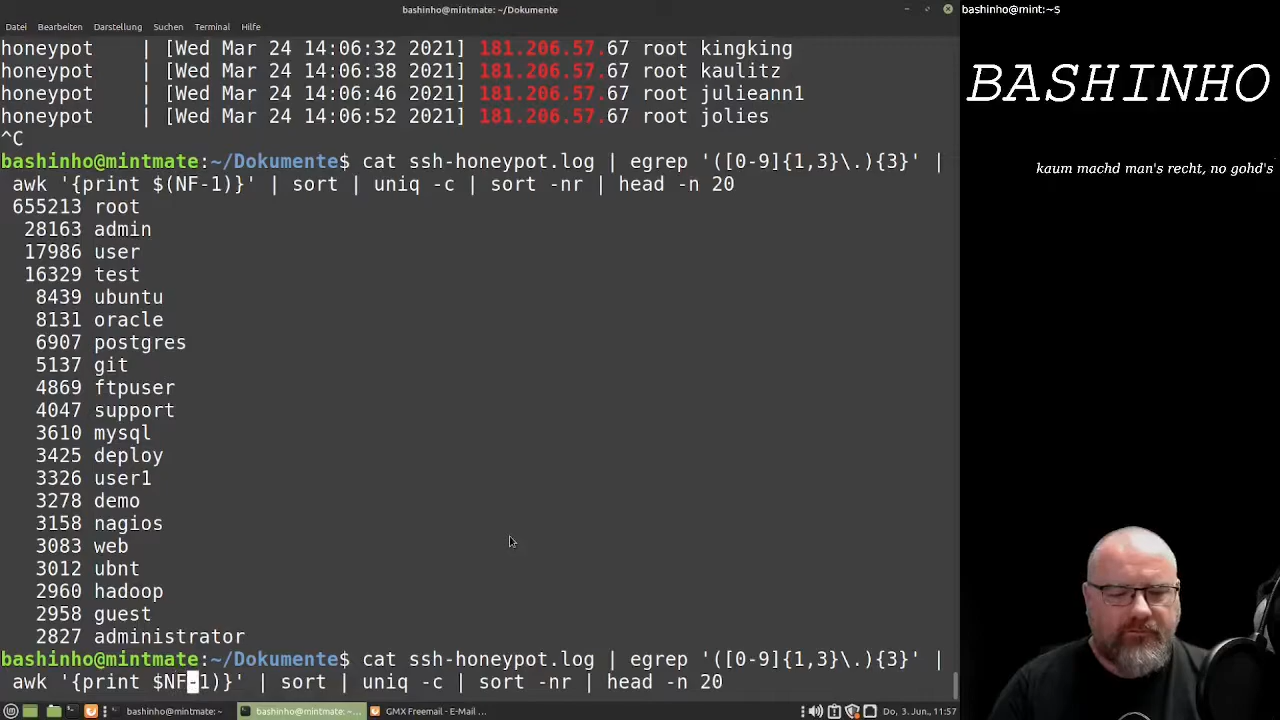 bashinho@mintmate: ~/Dokumente
bashinho@mint:~$
Datei Bearbeiten Darstellung Suchen Terminal Hilfe
honeypot | [Wed Mar 24 14:06:32 2021] 181.206.57.67 root kingking
honeypot | [Wed Mar 24 14:06:38 2021] 181.206.57.67 root kaulitz
honeypot | [Wed Mar 24 14:06:46 2021] 181.206.57.67 root julieann1
honeypot | [Wed Mar 24 14:06:52 2021] 181.206.57.67 root jolies
^C
bashinho@mintmate:~/Dokumente$ cat ssh-honeypot.log | egrep '([0-9]{1,3}\.){3}' |
awk '{print $(NF-1)}' | sort | uniq -c | sort -nr | head -n 20
655213 root
28163 admin
17986 user
16329 test
8439 ubuntu
8131 oracle
6907 postgres
5137 git
4869 ftpuser
4047 support
3610 mysql
3425 deploy
3326 user1
3278 demo
3158 nagios
3083 web
3012 ubnt
2960 hadoop
2958 guest
2827 administrator
bashinho@mintmate:~/Dokumente$ cat ssh-honeypot.log | egrep '([0-9]{1,3}\.){3}' |
awk '{print $NF-1)}' | sort | uniq -c | sort -nr | head -n 20
BASHINHO
kaum machd man's recht, no gohd's
bashinho@mintmate: ~
bashinho@mintmate: ~...
GMX Freemail - E-Mail ...
Do, 3. Jun., 11:57